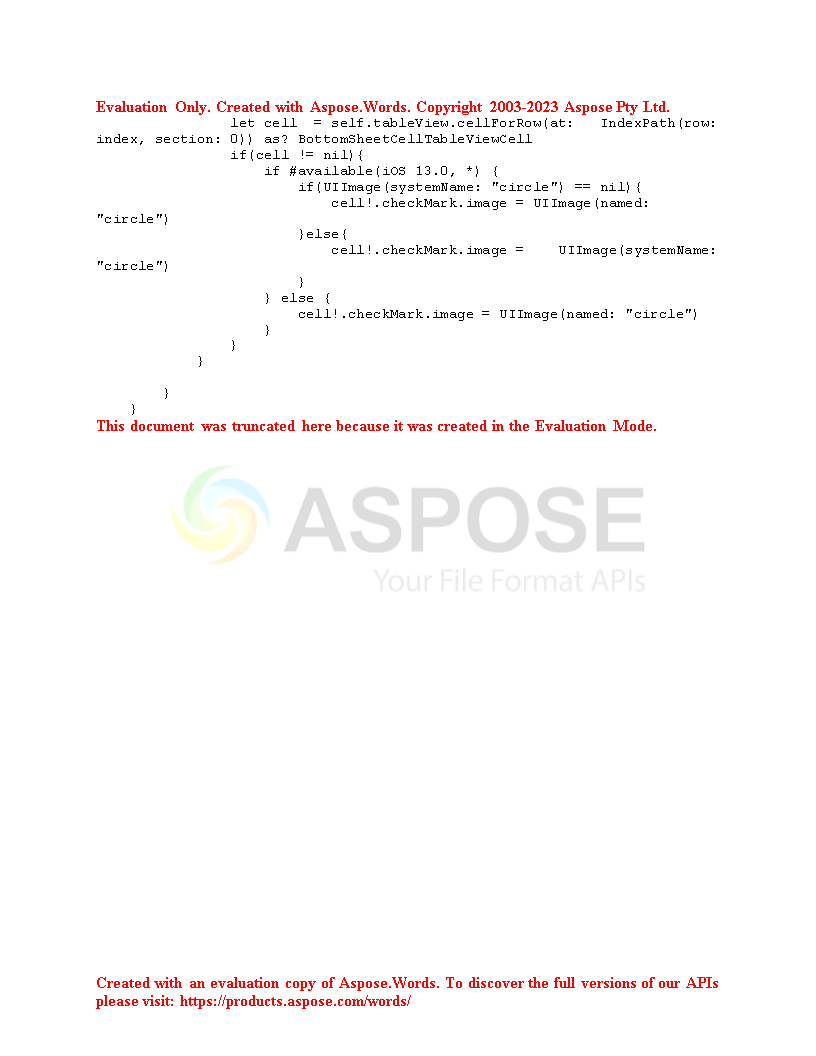 Evaluation Only. Created with Aspose.Words. Copyright 2003-2023 Aspose Pty Ltd.
let cell = self.tableView.cellForRow(at: IndexPath(row:
index, section: 0)) as? BottomSheetCellTableViewCell
if(cell != nil){
if #available(iOS 13.0, *) {
if(UIImage(systemName: "circle") == nil){
cell!.checkMark.image = UIImage(named:
"circle")
}else{
cell!.checkMark.image = UIImage(systemName:
"circle")
}
} else {
cell!.checkMark.image = UIImage(named: "circle")
}
}
}
}
}
This document was truncated here because it was created in the Evaluation Mode.
ASPOSE
Your File Format APIs
Created with an evaluation copy of Aspose.Words. To discover the full versions of our APIs
please visit: https://products.aspose.com/words/